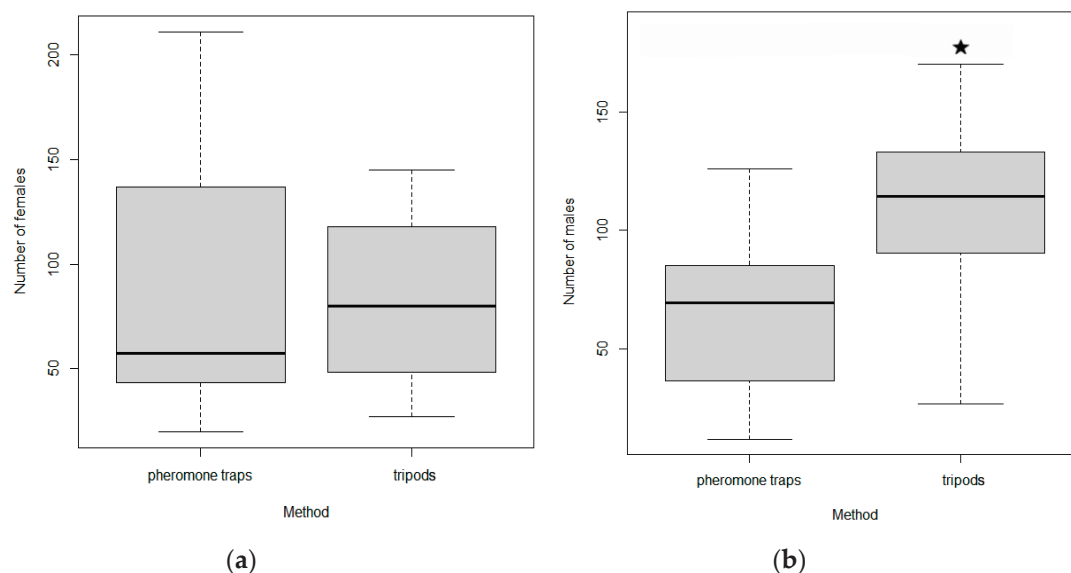 Number of females
200
150
100
50
pheromone traps
tripods
Method
(a)
Number of males
150
100
50
pheromone traps
tripods
Method
(b)